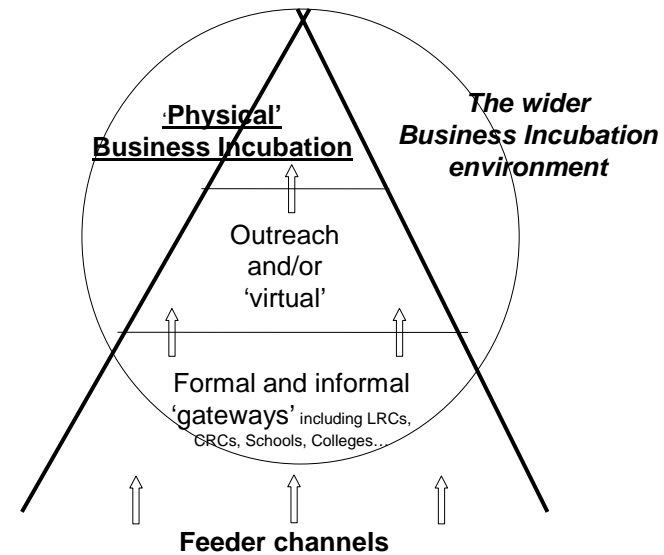 ‘Physical’
Business Incubation
The wider
Business Incubation
environment
Outreach
and/or
‘virtual’
Formal and informal
‘gateways’ including LRCs,
CRCs, Schools, Colleges…
Feeder channels